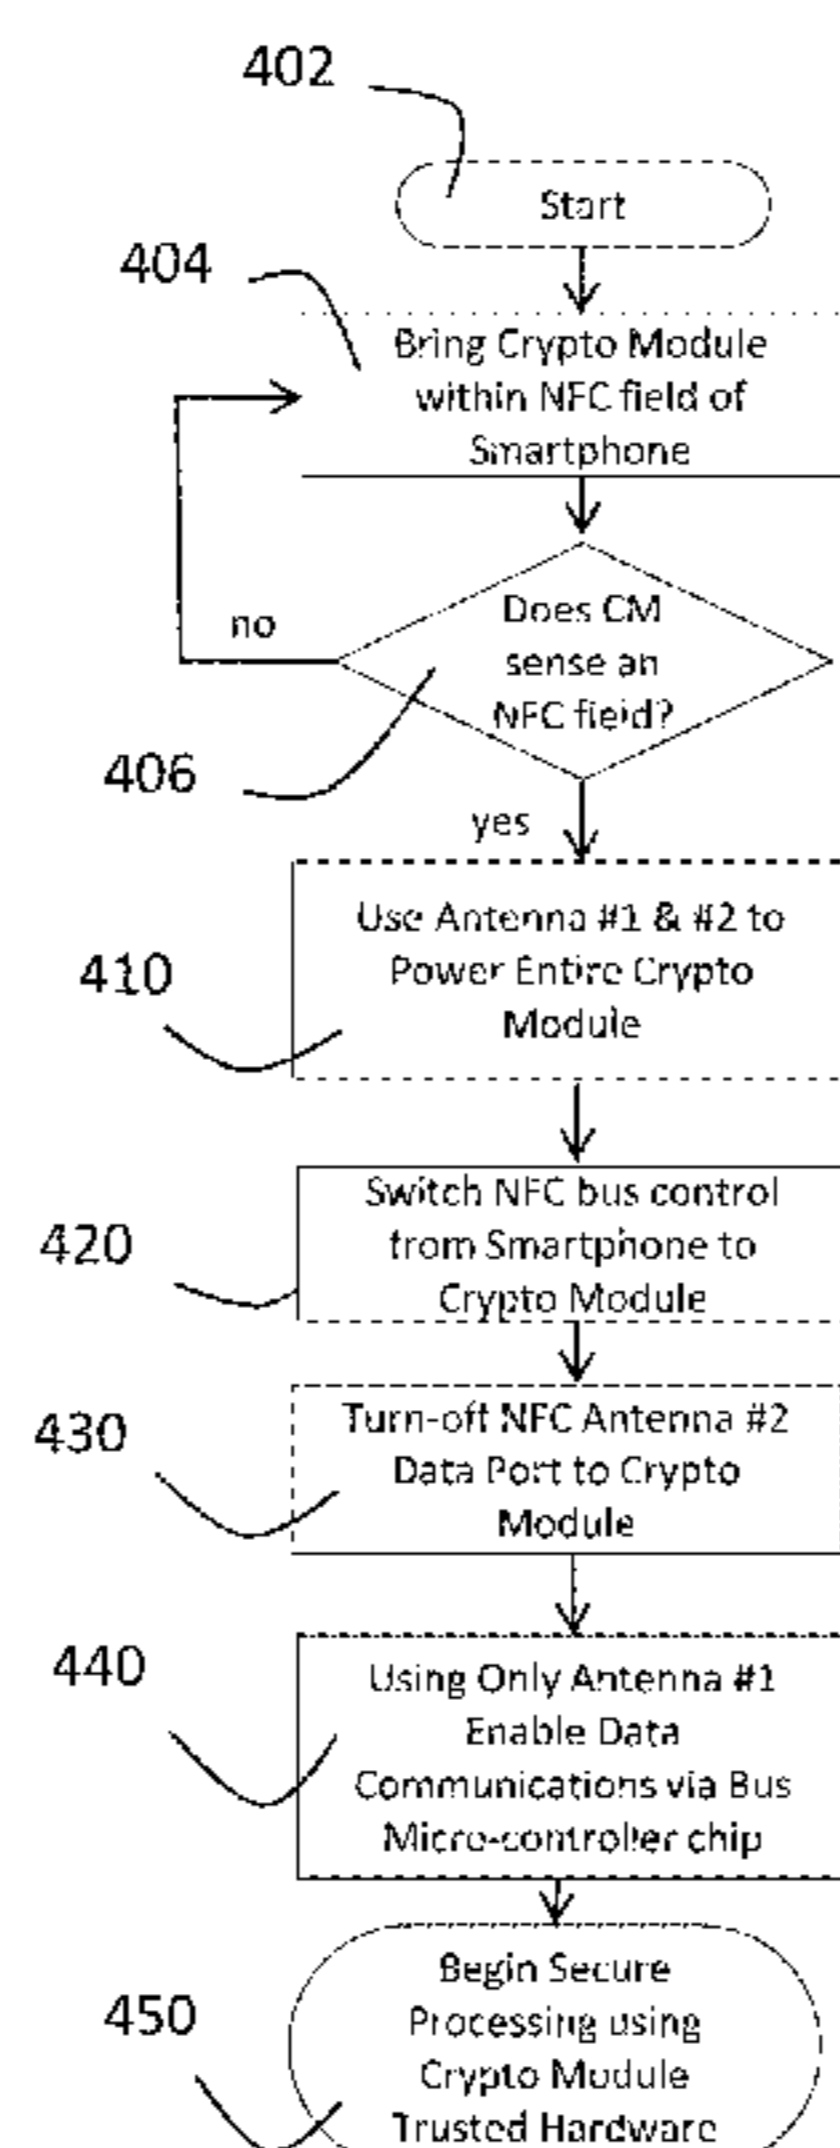 402
Start
404
Bring Crypto Module
within NFC field of
Smartphone
Does CM
sense an
NFC field?
no
406
yes
Use Antenna #1 & #2 to
Power Entire Crypto
Module
410
Switch NFC bus control
from Smartphone to
Crypto Module
420
Turn-off NFC Antenna #2
Data Port to Crypto
Module
430
Using Only Antenna #1
Enable Data
Communications via Bus
Micro-controller chip
440
Begin Secure
Processing using
Crypto Module
Trusted Hardware
450